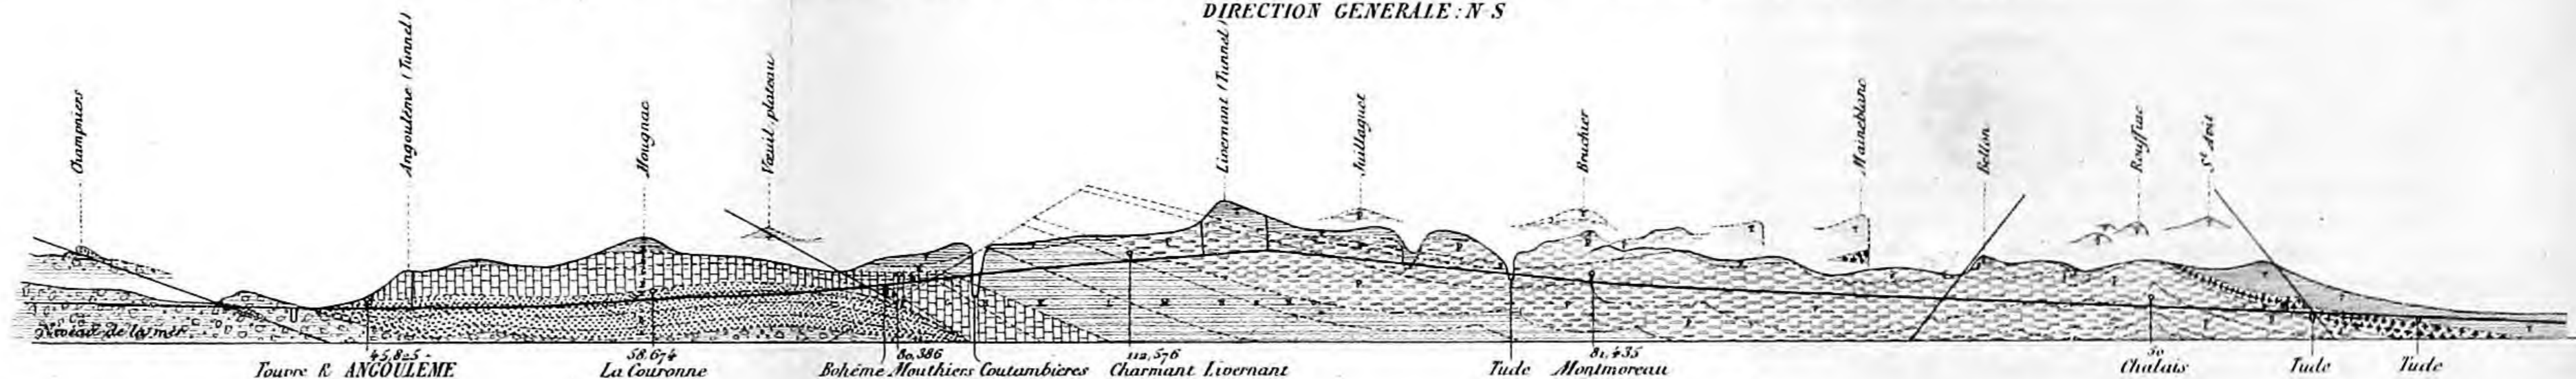 DIRECTION GENERALE : N S
Champniers
Angoulême (Tunnel)
Hougnac
Vœuil plateau
Livernant (Tunnel)
Juillaguet
Bruchier
Maineblanc
Bellon
Rouffiac
St Avit
Niveau de la mer
45,825
58.674
80,386
112,576
81,435
50
Touvre R. ANGOULEME
La Couronne
Bohême Mouthiers Coutambières
Charmant Livernant
Tude
Montmoreau
Chalais
Tude
Tude